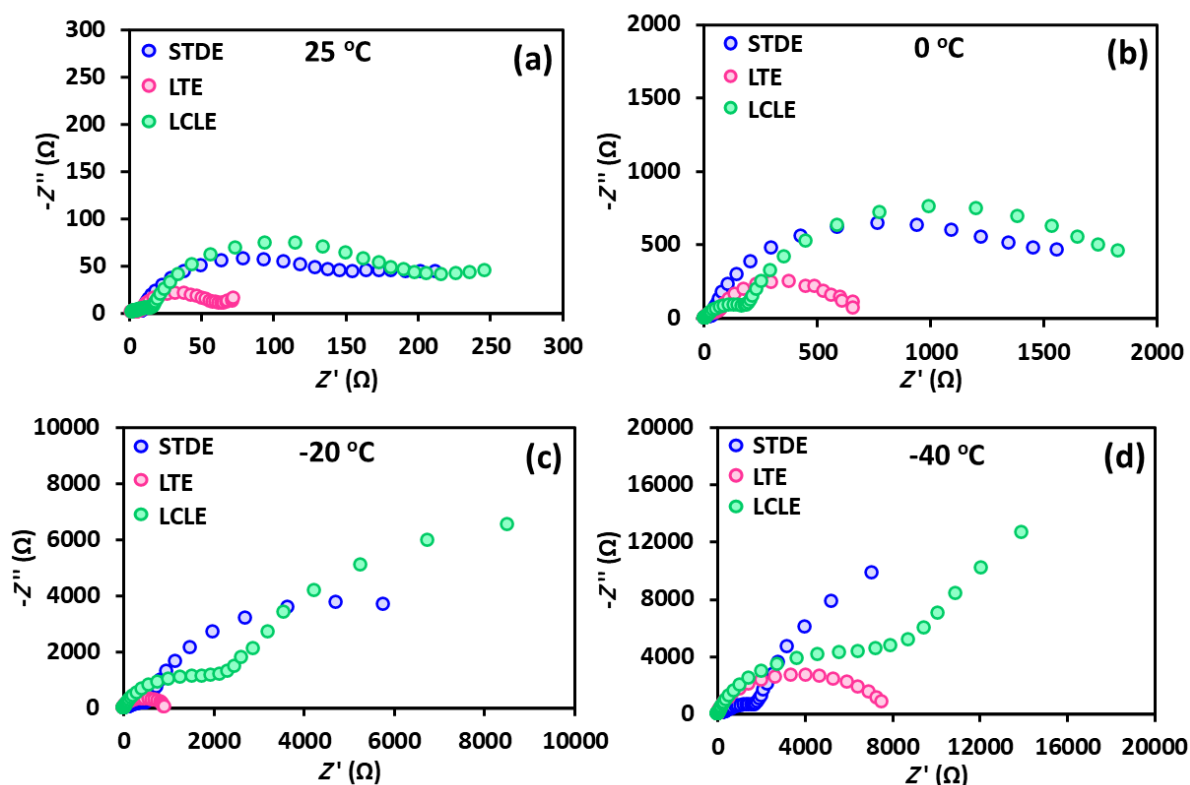 300
250
200
150
100
50
0
-Z'' (Ω)
STDE
LTE
LCLE
25 °C
(a)
0 50 100 150 200 250 300
Z' (Ω)
2000
1500
1000
500
0
-Z'' (Ω)
STDE
LTE
LCLE
0 °C
(b)
0 500 1000 1500 2000
Z' (Ω)
10000
8000
6000
4000
2000
0
-Z'' (Ω)
STDE
LTE
LCLE
-20 °C
(c)
0 2000 4000 6000 8000 10000
Z' (Ω)
20000
16000
12000
8000
4000
0
-Z'' (Ω)
STDE
LTE
LCLE
-40 °C
(d)
0 4000 8000 12000 16000 20000
Z' (Ω)